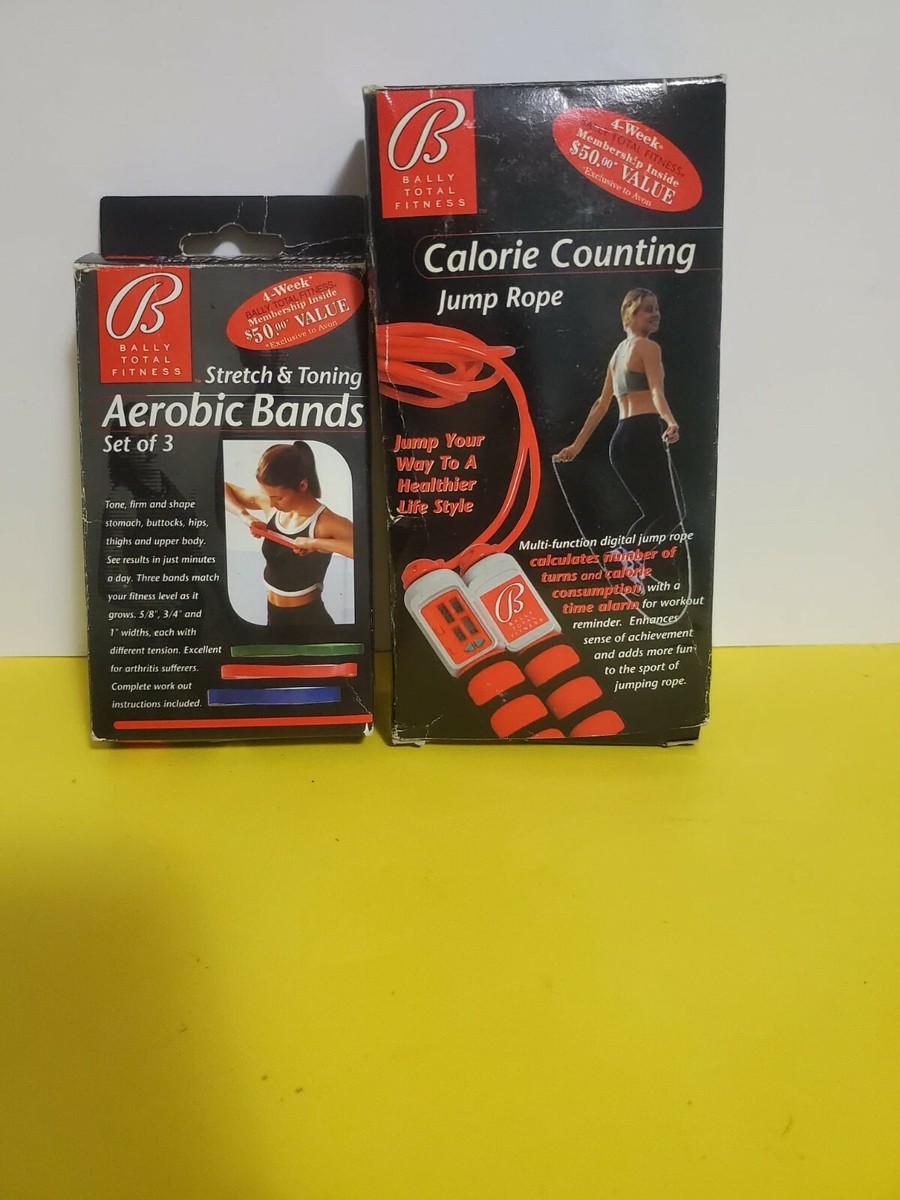 B
BALLY
TOTAL
FITNESS
4-Week*
BALLY TOTAL FITNESS®
Membership Inside
$50.00* VALUE
*Exclusive to Avon
Stretch & Toning
Aerobic Bands
Set of 3
Tone, firm and shape
stomach, buttocks, hips,
thighs and upper body.
See results in just minutes
a day. Three bands match
your fitness level as it
grows. 5/8", 3/4" and
1" widths, each with
different tension. Excellent
for arthritis sufferers.
Complete work out
instructions included.
B
BALLY
TOTAL
FITNESS™
4-Week*
BALLY TOTAL FITNESS®
Membership Inside
$50.00* VALUE
*Exclusive to Avon
Calorie Counting
Jump Rope
Jump Your
Way To A
Healthier
Life Style
Multi-function digital jump rope
calculates number of
turns and calorie
consumption, with a
time alarm for workout
reminder. Enhances
sense of achievement
and adds more fun
to the sport of
jumping rope.
B
BALLY
TOTAL
FITNESS